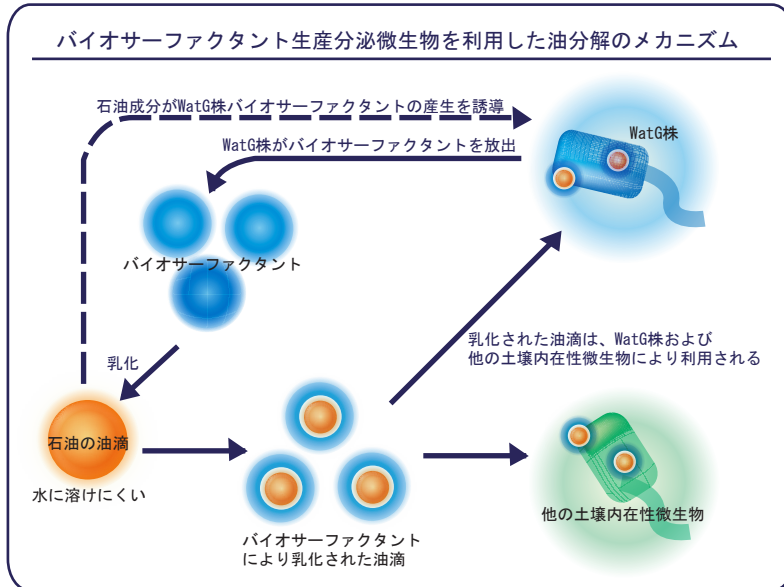 バイオサーファクタント生産分泌微生物を利用した油分解のメカニズム
石油成分がWatG株バイオサーファクタントの産生を誘導
WatG株
WatG株がバイオサーファクタントを放出
バイオサーファクタント
乳化
乳化された油滴は、WatG株および
他の土壌内在性微生物により利用される
石油の油滴
水に溶けにくい
バイオサーファクタント
により乳化された油滴
他の土壌内在性微生物